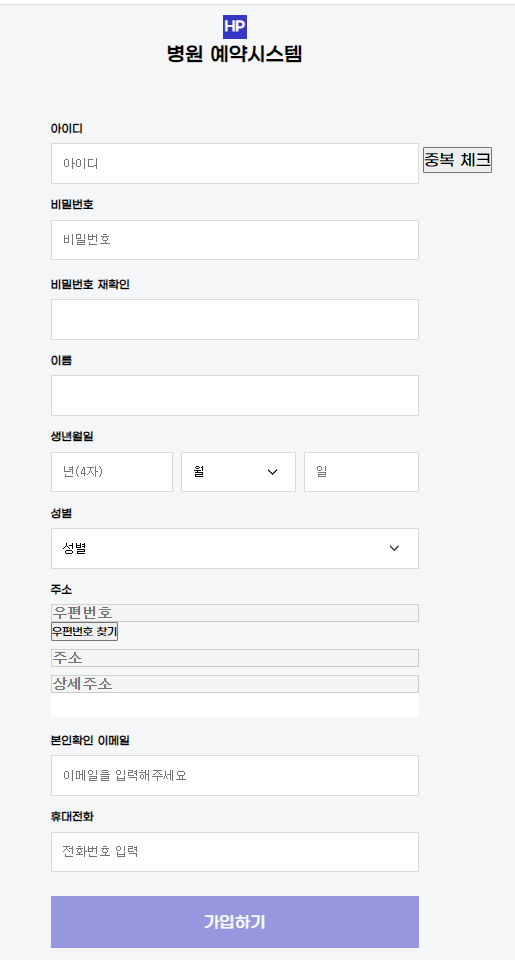 HP
병원 예약시스템
아이디
아이디
중복 체크
비밀번호
비밀번호
비밀번호 재확인
이름
생년월일
년(4자) 월 일
성별
성별
주소
우편번호
우편번호 찾기
주소
상세주소
본인확인 이메일
이메일을 입력해주세요
휴대전화
전화번호 입력
가입하기